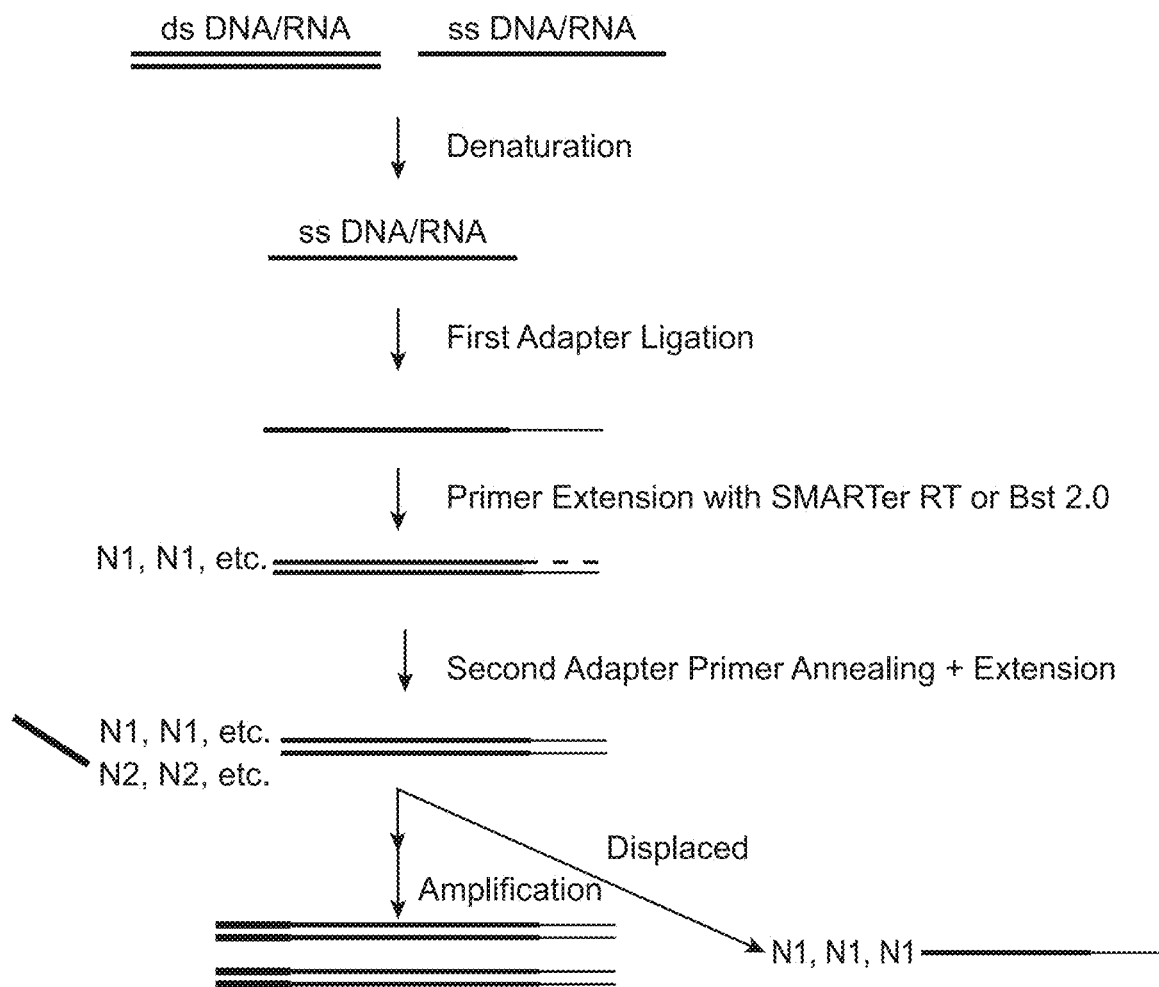 ds DNA/RNA
ss DNA/RNA
Denaturation
ss DNA/RNA
First Adapter Ligation
Primer Extension with SMARTer RT or Bst 2.0
N1, N1, etc.
Second Adapter Primer Annealing + Extension
N1, N1, etc.
N2, N2, etc.
Displaced
Amplification
N1, N1, N1